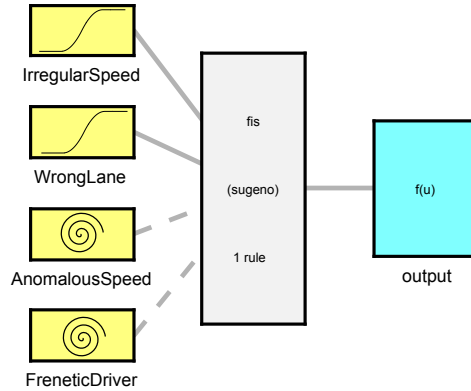 IrregularSpeed
WrongLane
AnomalousSpeed
FreneticDriver
fis
(sugeno)
1 rule
f(u)
output